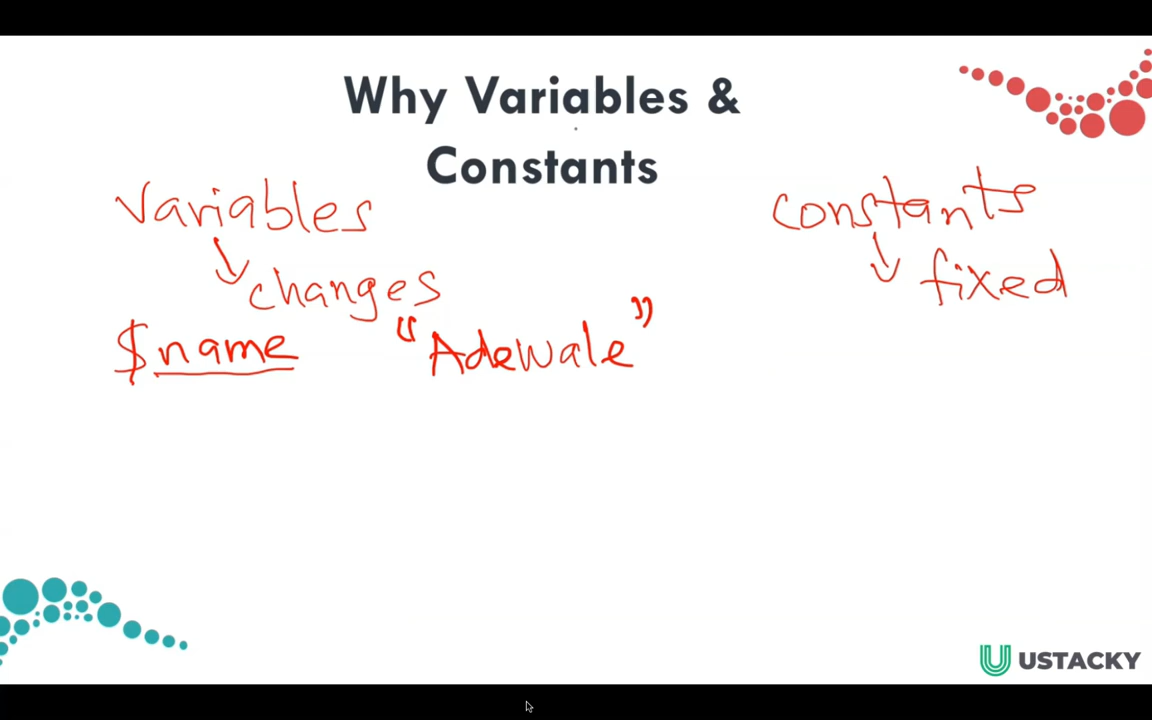 Why Variables &
Constants
Variables
constants
changes
fixed
$name "Adewale"
USTACKY